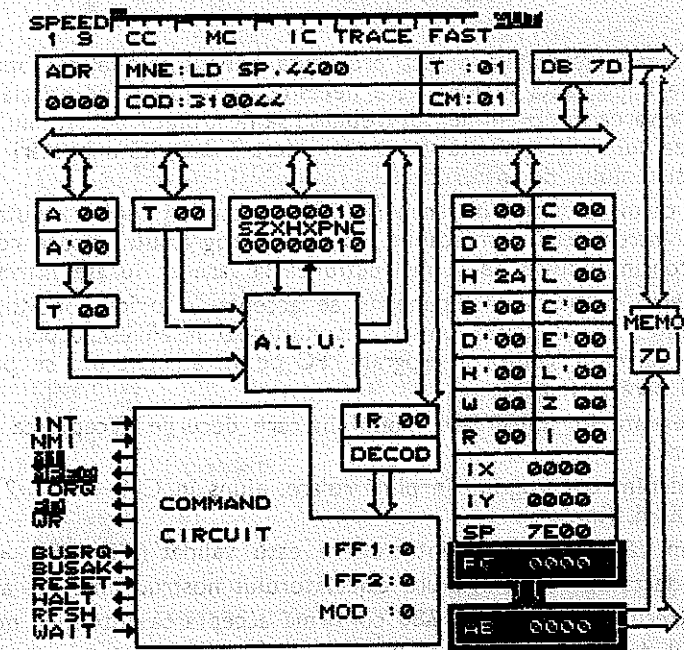 SPEED
1 9 CC MC IC TRACE FAST
ADR MNE:LD SP.4400 T :01 DB 7D
0000 COD:310044 CM:01
A 00 T 00 00000010 B 00 C 00
A'00 SZXHXPNC D 00 E 00
00000010
H 2A L 00
T 00 B'00 C'00 MEMO
A.L.U. D'00 E'00 7D
H'00 L'00
IR 00 W 00 Z 00
DECOD R 00 I 00
INT
NMI
IORQ
WR
BUSRQ
BUSAK
RESET
HALT
RFSH
WAIT
COMMAND
CIRCUIT
IFF1:0
IFF2:0
MOD :0
IX 0000
IY 0000
SP 7E00
PC 0000
AB 0000